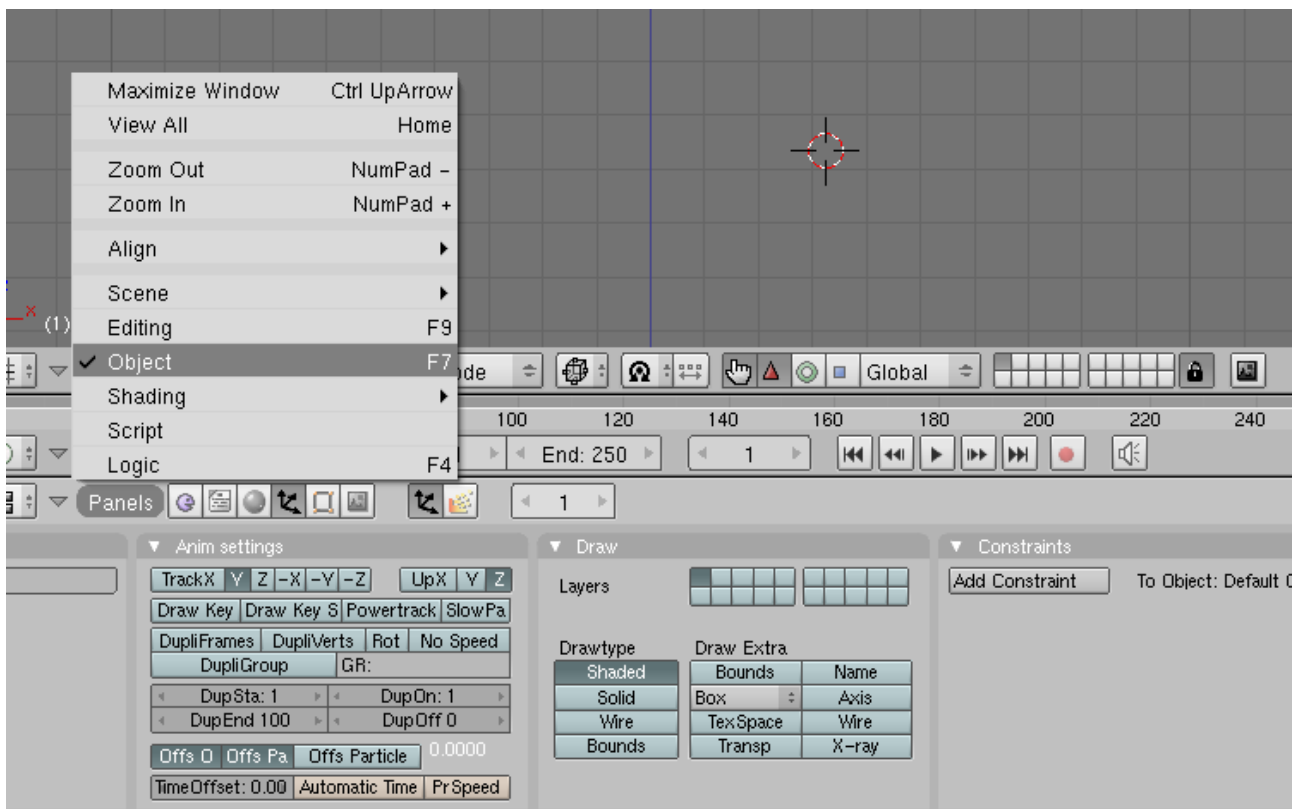 Maximize Window Ctrl UpArrow
View All Home
Zoom Out NumPad -
Zoom In NumPad +
Align
Scene
x (1) Editing F9
Object F7 Global
Shading
100 120 140 160 180 200 220 240
Script
End: 250 1
Logic F4
Panels 1
Anim settings Draw Constraints
TrackX Y Z -X -Y -Z UpX Y Z Layers Add Constraint To Object: Default
Draw Key Draw Key S Powertrack SlowPa
DupliFrames DupliVerts Rot No Speed Drawtype Draw Extra
DupliGroup GR: Shaded Bounds Name
DupSta: 1 DupOn: 1 Solid Box Axis
DupEnd 100 DupOff 0 Wire TexSpace Wire
Offs O Offs Pa Offs Particle 0.0000 Bounds Transp X-ray
TimeOffset: 0.00 Automatic Time PrSpeed